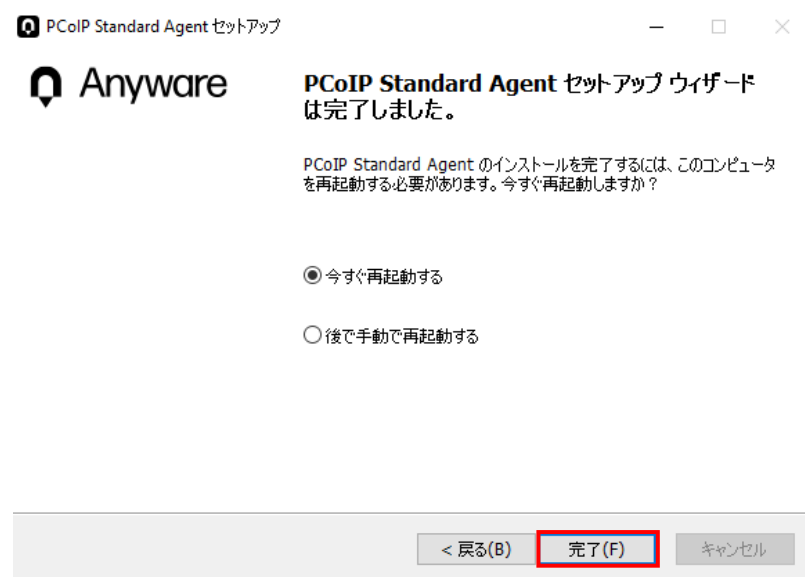 PCoIP Standard Agent セットアップ
Anyware
PCoIP Standard Agent セットアップ ウィザード
は完了しました。
PCoIP Standard Agent のインストールを完了するには、このコンピュータ
を再起動する必要があります。今すぐ再起動しますか？
今すぐ再起動する
後で手動で再起動する
< 戻る(B)
完了(F)
キャンセル